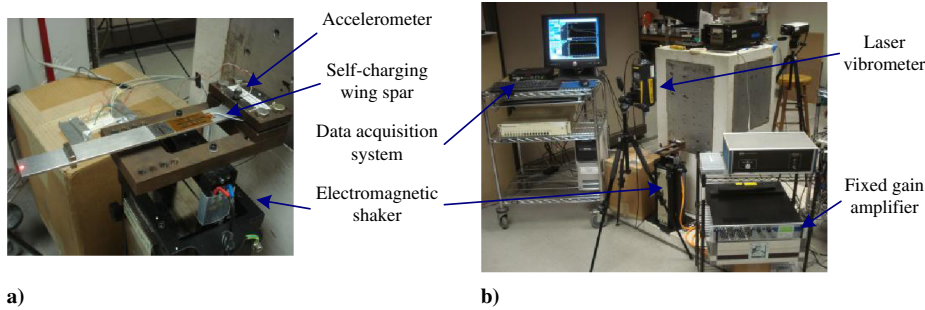 Accelerometer
Self-charging
wing spar
Data acquisition
system
Electromagnetic
shaker
Laser
vibrometer
Fixed gain
amplifier
a)
b)